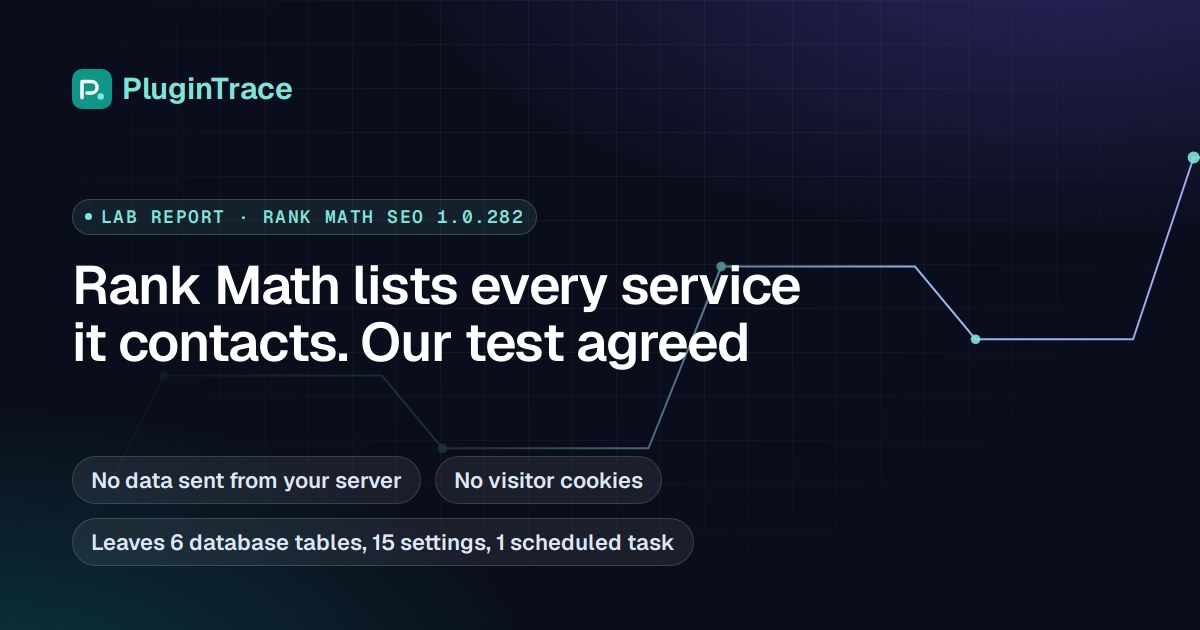 PluginTrace
LAB REPORT · RANK MATH SEO 1.0.282
Rank Math lists every service
it contacts. Our test agreed
No data sent from your server
No visitor cookies
Leaves 6 database tables, 15 settings, 1 scheduled task